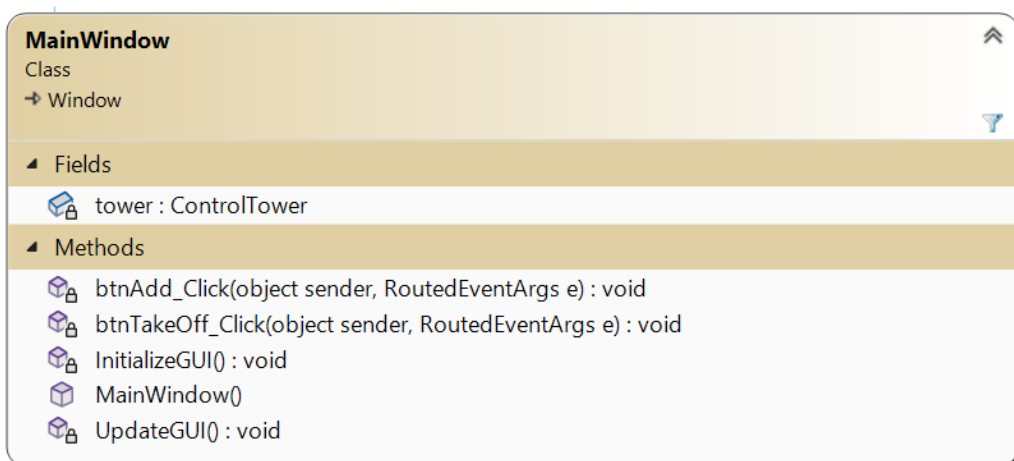 MainWindow
Class
Window
Fields
tower : ControlTower
Methods
btnAdd_Click(object sender, RoutedEventArgs e) : void
btnTakeOff_Click(object sender, RoutedEventArgs e) : void
InitializeGUI() : void
MainWindow()
UpdateGUI() : void